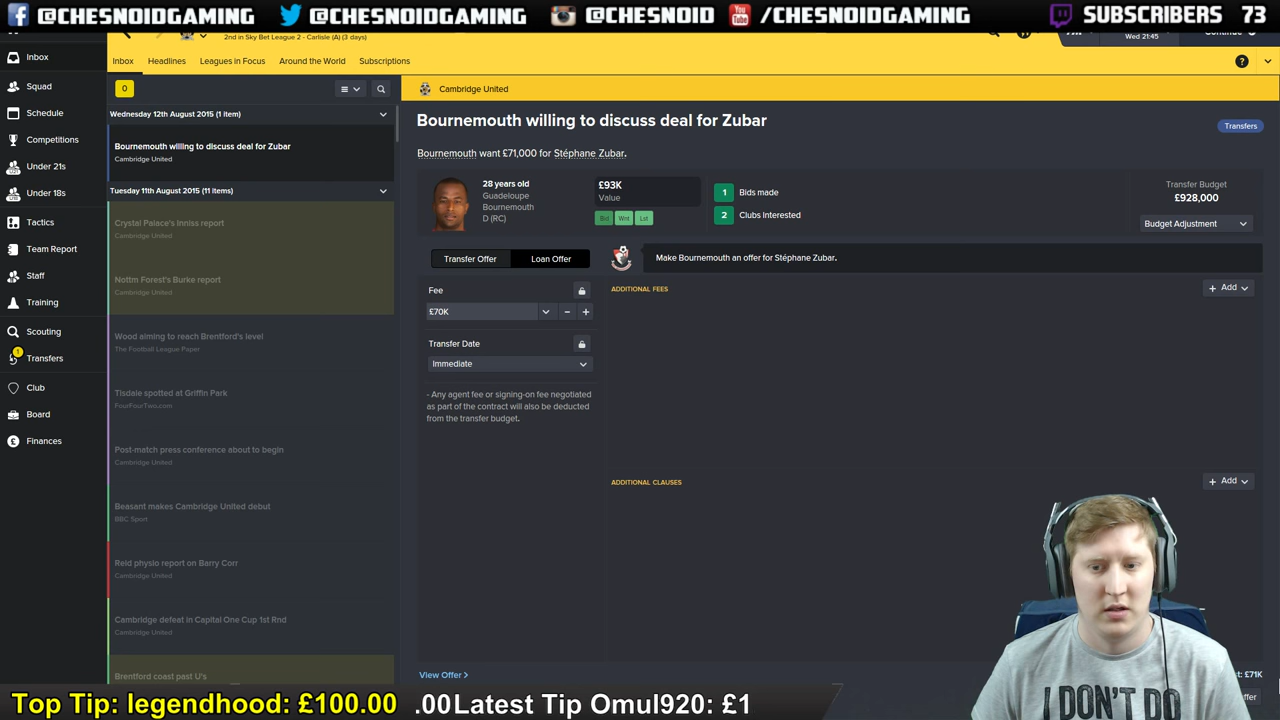 @CHESNOIDGAMING @CHESNOIDGAMING @CHESNOID /CHESNOIDGAMING SUBSCRIBERS 73
2nd in Sky Bet League 2 - Carlisle (A) (3 days)
Wed 21:45
Inbox Headlines Leagues in Focus Around the World Subscriptions
Inbox
Squad
Schedule
Competitions
Under 21s
Under 18s
Tactics
Team Report
Staff
Training
Scouting
1
Transfers
Club
Board
Finances
0
Wednesday 12th August 2015 (1 item)
Bournemouth willing to discuss deal for Zubar
Cambridge United
Tuesday 11th August 2015 (11 items)
Crystal Palace's Inniss report
Cambridge United
Nottm Forest's Burke report
Cambridge United
Wood aiming to reach Brentford's level
The Football League Paper
Tisdale spotted at Griffin Park
FourFourTwo.com
Post-match press conference about to begin
Cambridge United
Beasant makes Cambridge United debut
BBC Sport
Reid physio report on Barry Corr
Cambridge United
Cambridge defeat in Capital One Cup 1st Rnd
Cambridge United
Brentford coast past U's
Cambridge United
Bournemouth willing to discuss deal for Zubar
Transfers
Bournemouth want £71,000 for Stéphane Zubar.
28 years old
Guadeloupe
Bournemouth
D (RC)
£93K
Value
Bid Wnt Lst
1 Bids made
2 Clubs Interested
Transfer Budget
£928,000
Budget Adjustment
Transfer Offer Loan Offer
Make Bournemouth an offer for Stéphane Zubar.
Fee
£70K
Transfer Date
Immediate
- Any agent fee or signing-on fee negotiated
as part of the contract will also be deducted
from the transfer budget.
ADDITIONAL FEES
+ Add
ADDITIONAL CLAUSES
+ Add
View Offer >
£71K
I DON'T DO
Top Tip: legendhood: £100.00 .00Latest Tip Omul920: £1